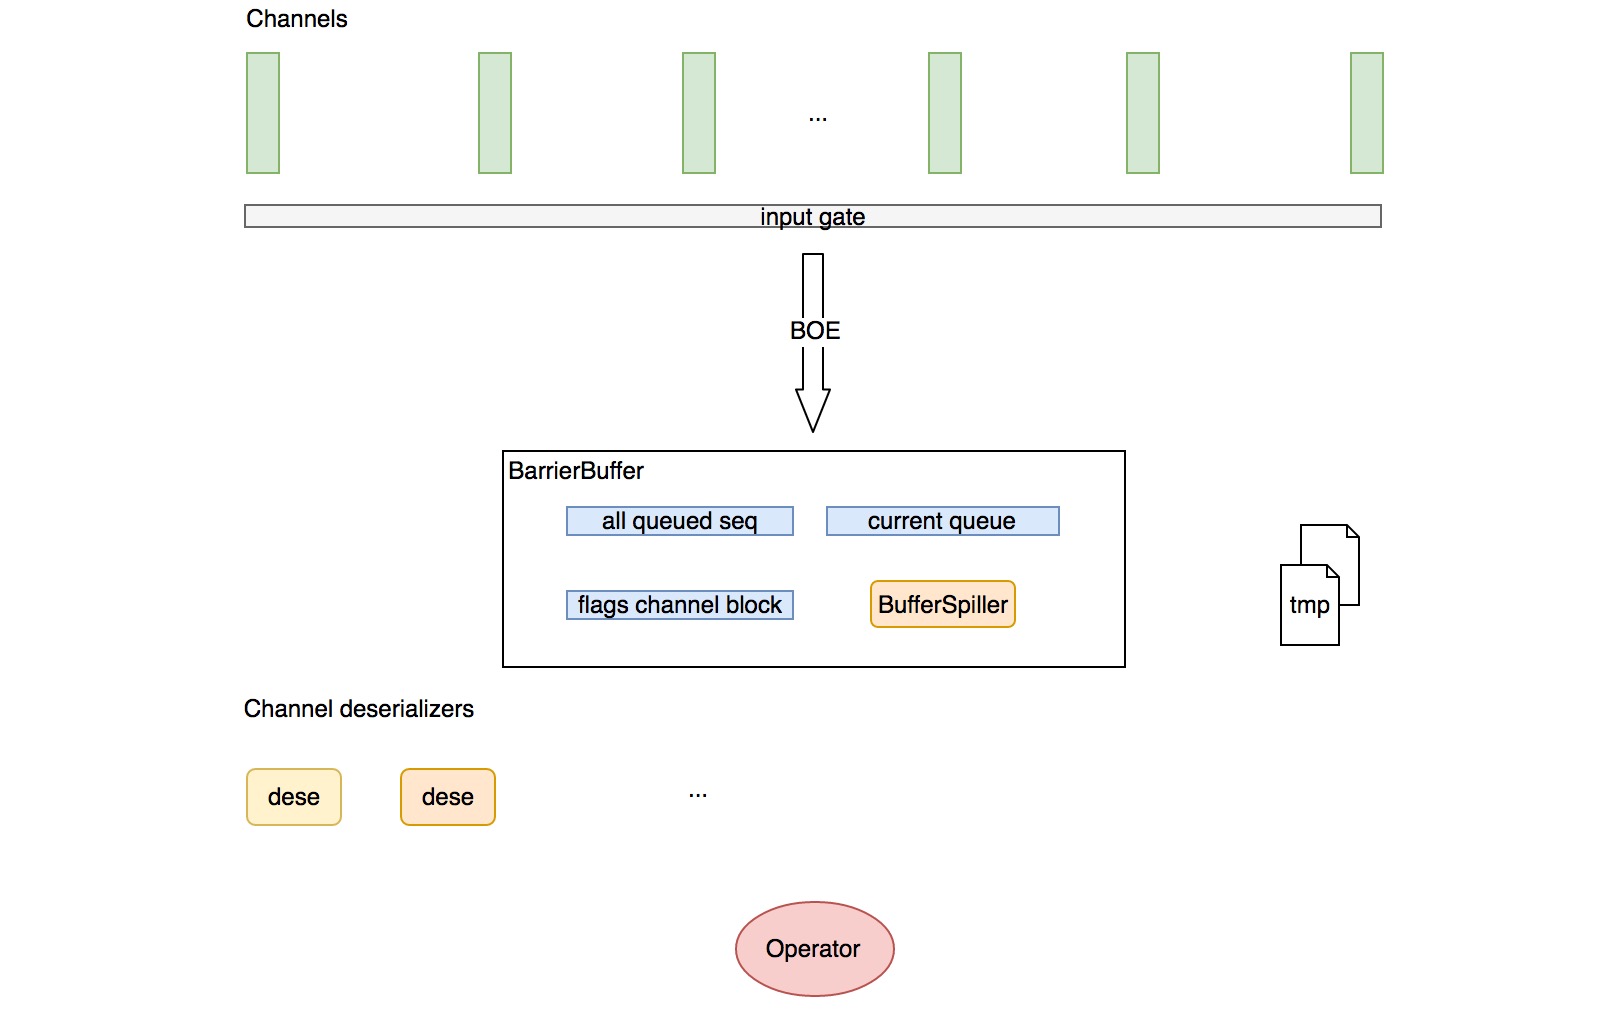 Channels
...
input gate
BOE
BarrierBuffer
all queued seq
current queue
flags channel block
BufferSpiller
tmp
Channel deserializers
dese
dese
...
Operator